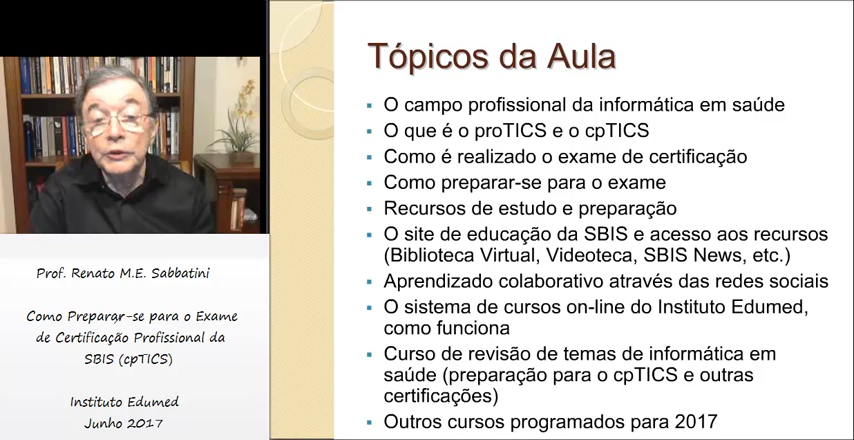 Tópicos da Aula
O campo profissional da informática em saúde
O que é o proTICS e o cpTICS
Como é realizado o exame de certificação
Como preparar-se para o exame
Recursos de estudo e preparação
O site de educação da SBIS e acesso aos recursos
(Biblioteca Virtual, Videoteca, SBIS News, etc.)
Aprendizado colaborativo através das redes sociais
O sistema de cursos on-line do Instituto Edumed,
como funciona
Curso de revisão de temas de informática em
saúde (preparação para o cpTICS e outras
certificações)
Outros cursos programados para 2017
Prof. Renato M.E. Sabbatini
Como Preparar-se para o Exame
de Certificação Profissional da
SBIS (cpTICS)
Instituto Edumed
Junho 2017